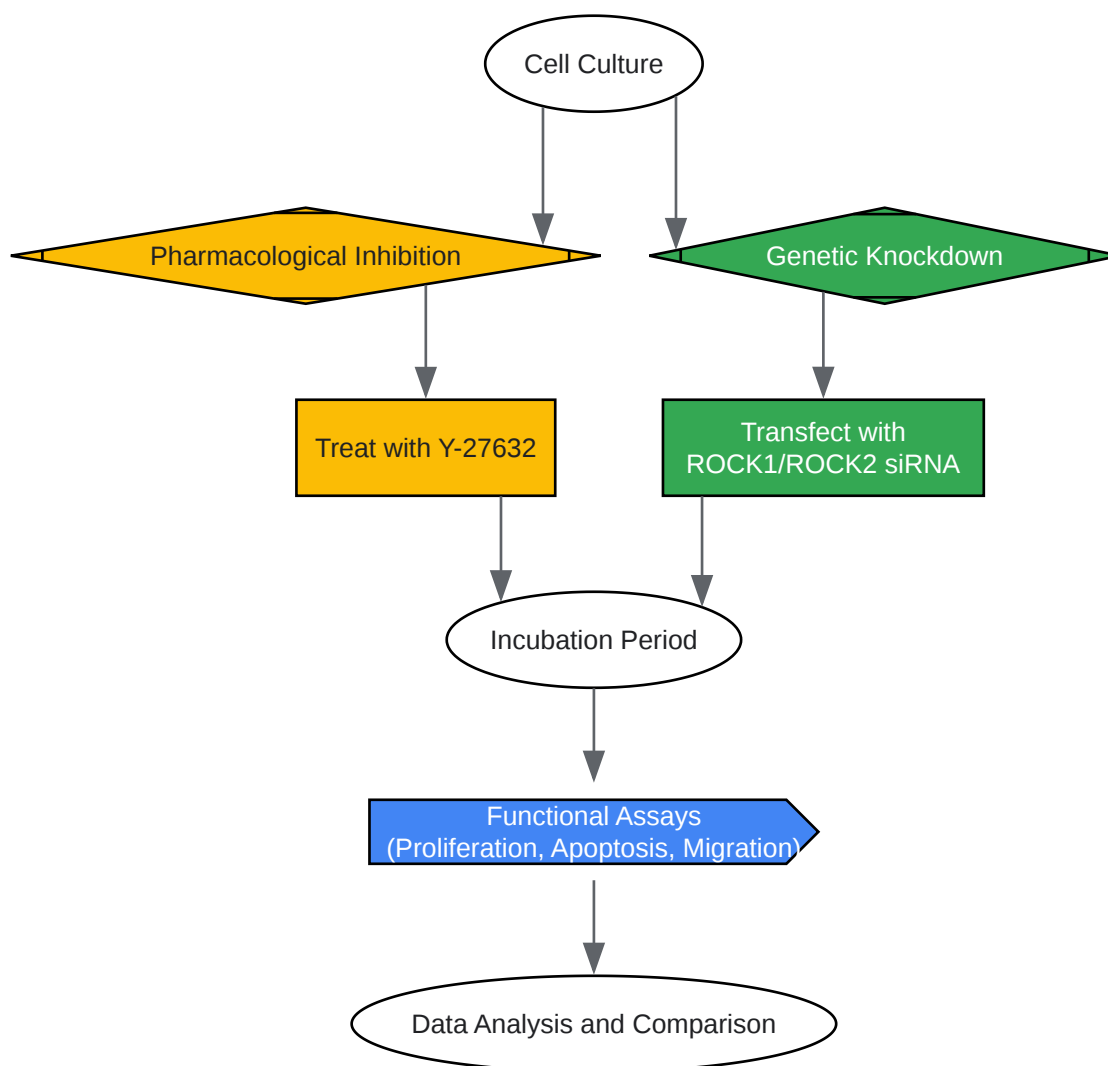 Cell Culture
Pharmacological Inhibition
Genetic Knockdown
Treat with Y-27632
Transfect with
ROCK1/ROCK2 siRNA
Incubation Period
Functional Assays
(Proliferation, Apoptosis, Migration)
Data Analysis and Comparison